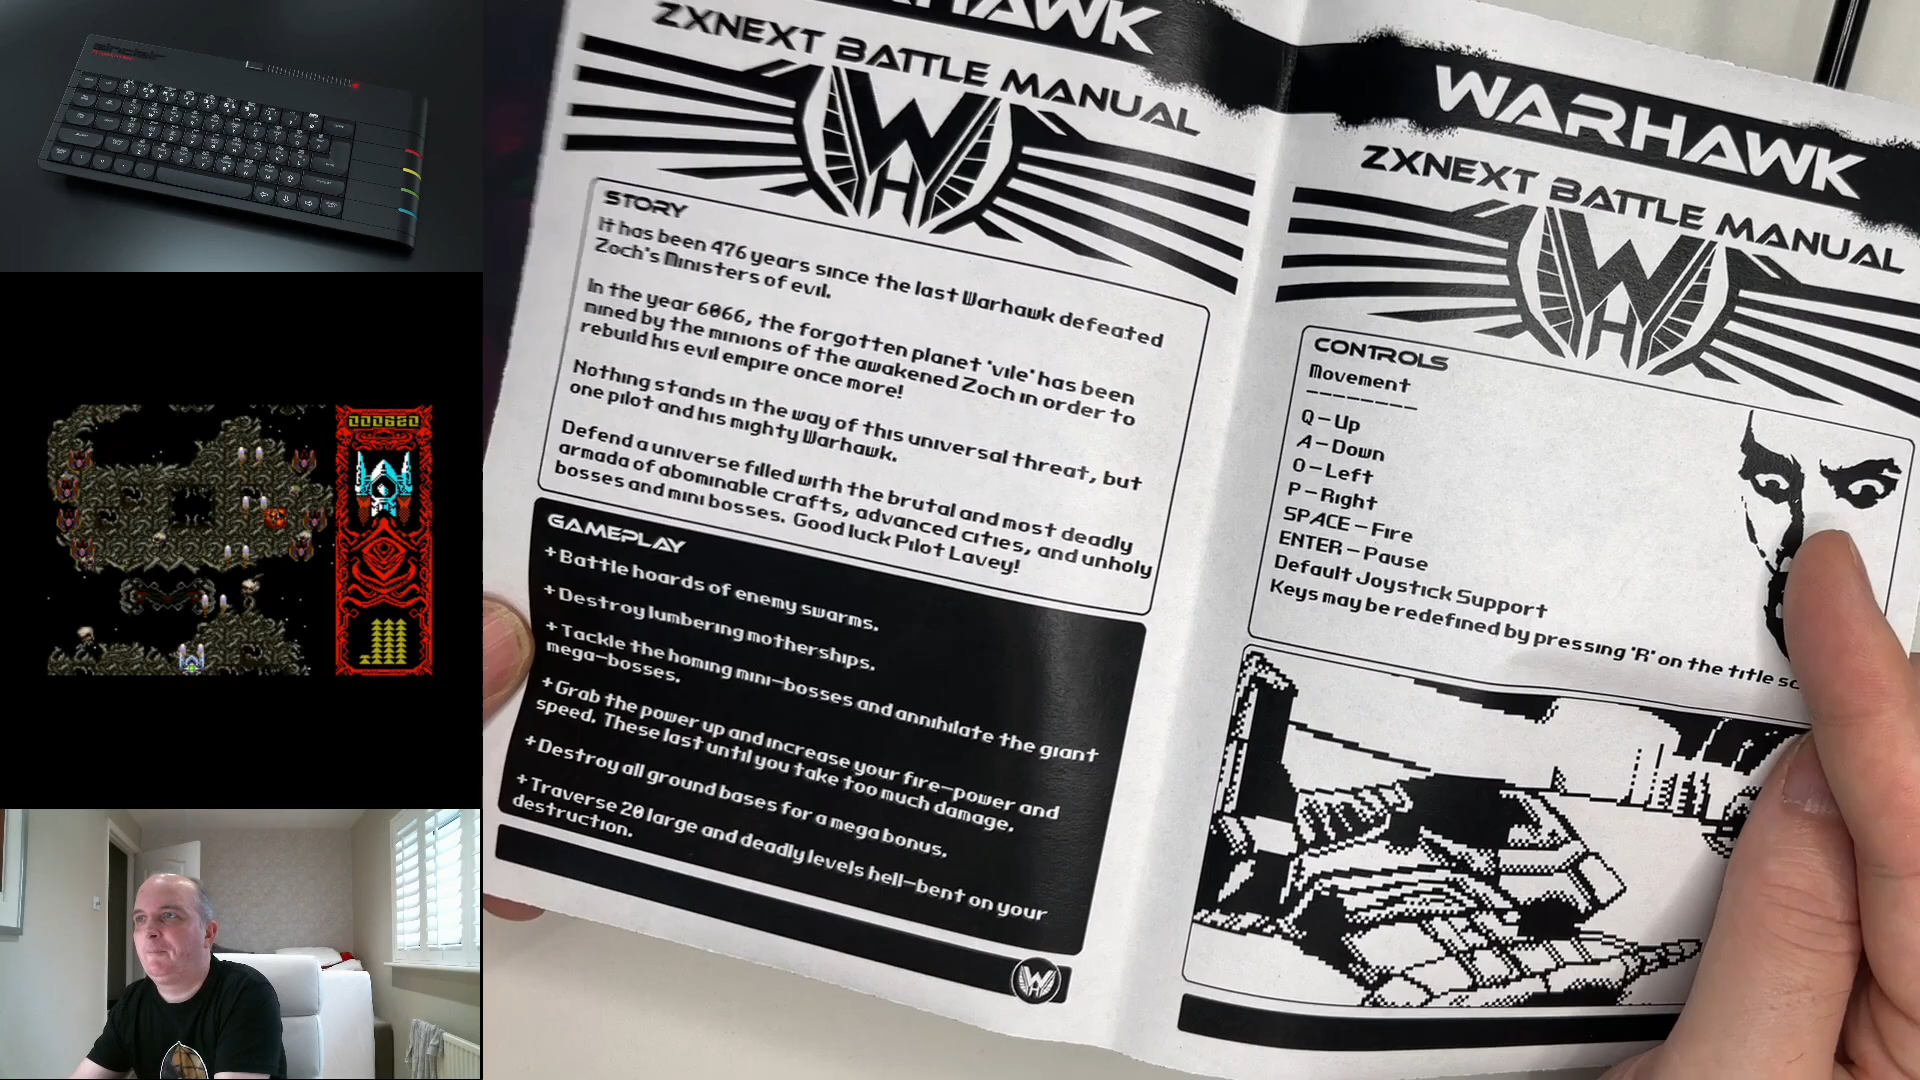 sinclair
000620
WARHAWK
ZXNEXT BATTLE MANUAL
STORY
It has been 476 years since the last Warhawk defeated
Zoch's Ministers of evil.
In the year 6066, the forgotten planet 'vile' has been
mined by the minions of the awakened Zoch in order to
rebuild his evil empire once more!
Nothing stands in the way of this universal threat, but
one pilot and his mighty Warhawk.
Defend a universe filled with the brutal and most deadly
armada of abominable crafts, advanced cities, and unholy
bosses and mini bosses. Good luck Pilot Lavey!
GAMEPLAY
+ Battle hoards of enemy swarms.
+ Destroy lumbering motherships.
+ Tackle the homing mini-bosses and annihilate the giant
mega-bosses.
+ Grab the power up and increase your fire-power and
speed. These last until you take too much damage.
+ Destroy all ground bases for a mega bonus.
+ Traverse 20 large and deadly levels hell-bent on your
destruction.
WARHAWK
ZXNEXT BATTLE MANUAL
CONTROLS
Movement
--------
Q - Up
A - Down
O - Left
P - Right
SPACE - Fire
ENTER - Pause
Default Joystick Support
Keys may be redefined by pressing 'R' on the title